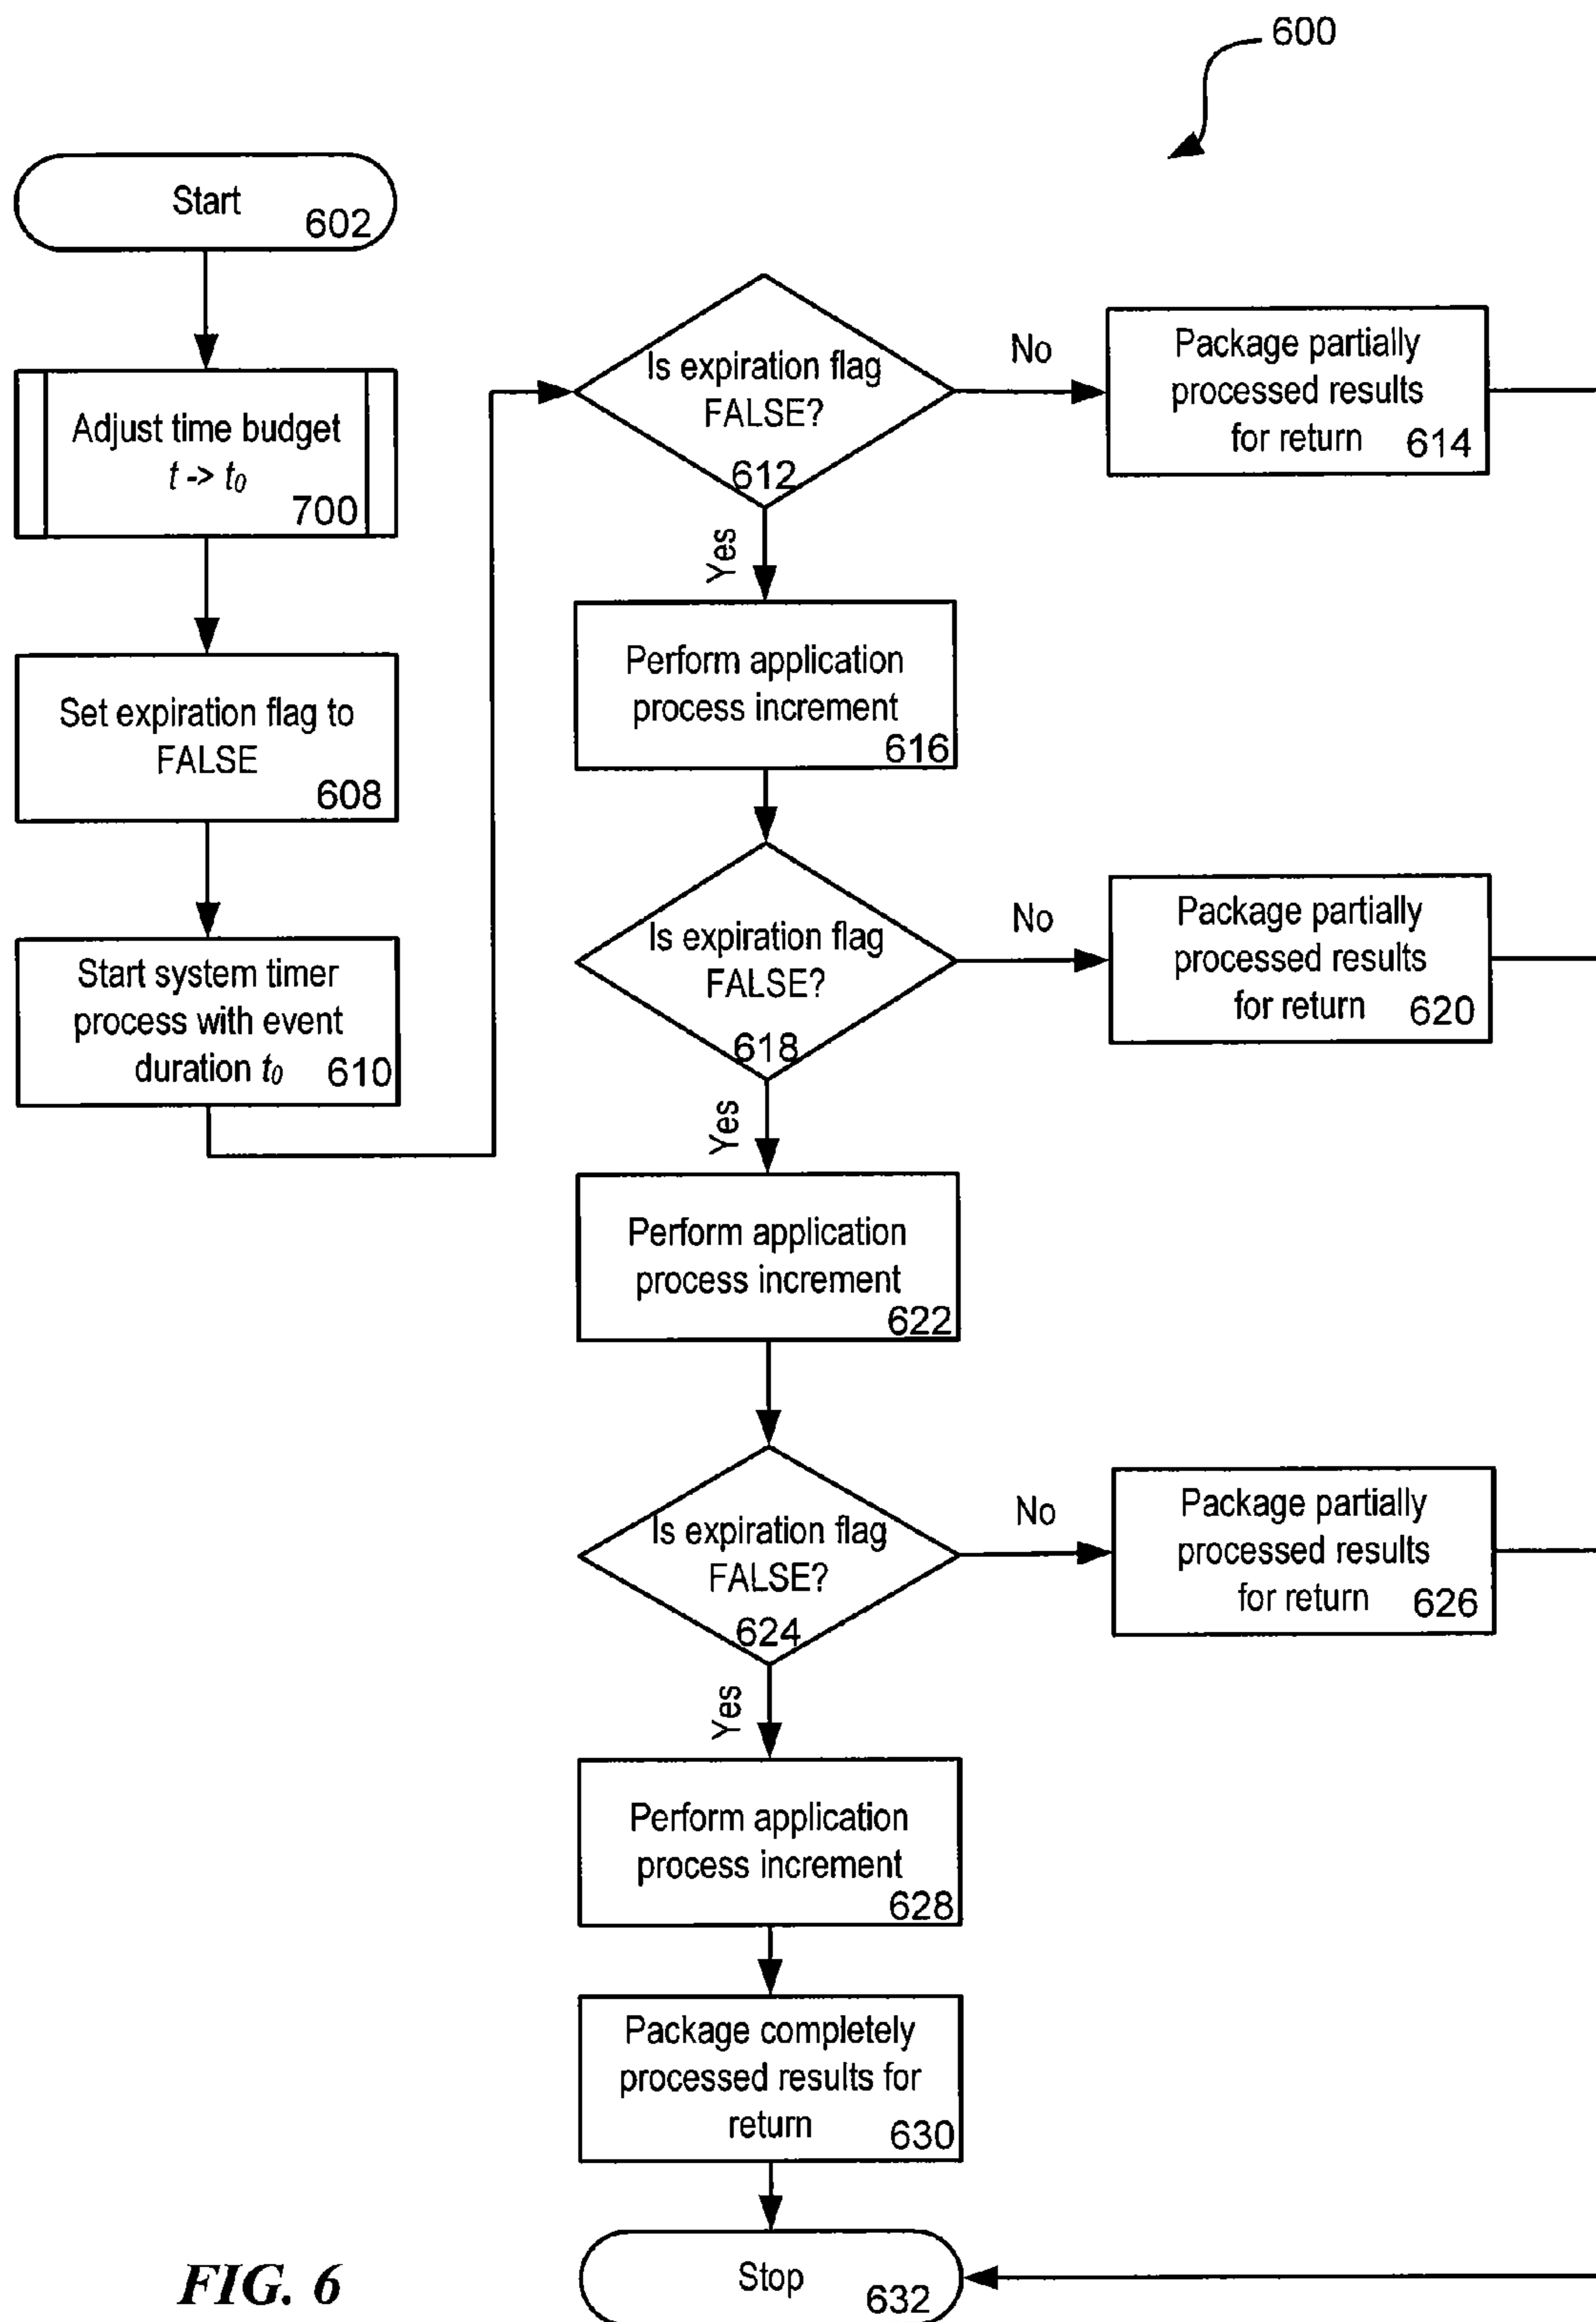 600
Start
602
Adjust time budget
t -> t0
700
Set expiration flag to
FALSE
608
Start system timer
process with event
duration t0 610
Is expiration flag
FALSE?
612
No
Package partially
processed results
for return 614
Yes
Perform application
process increment
616
Is expiration flag
FALSE?
618
No
Package partially
processed results
for return 620
Yes
Perform application
process increment
622
Is expiration flag
FALSE?
624
No
Package partially
processed results
for return 626
Yes
Perform application
process increment
628
Package completely
processed results for
return 630
Stop
632
FIG. 6